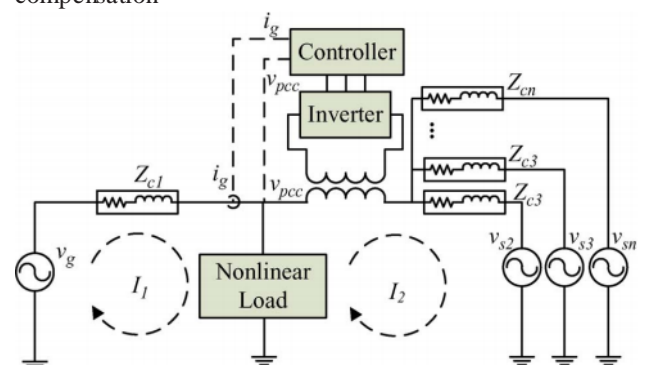 compensation
i_g
Controller
v_pcc
Inverter
Z_cn
Z_c1
i_g
v_pcc
Z_c3
Z_c3
v_g
v_s2
v_s3
v_sn
I_1
Nonlinear
Load
I_2